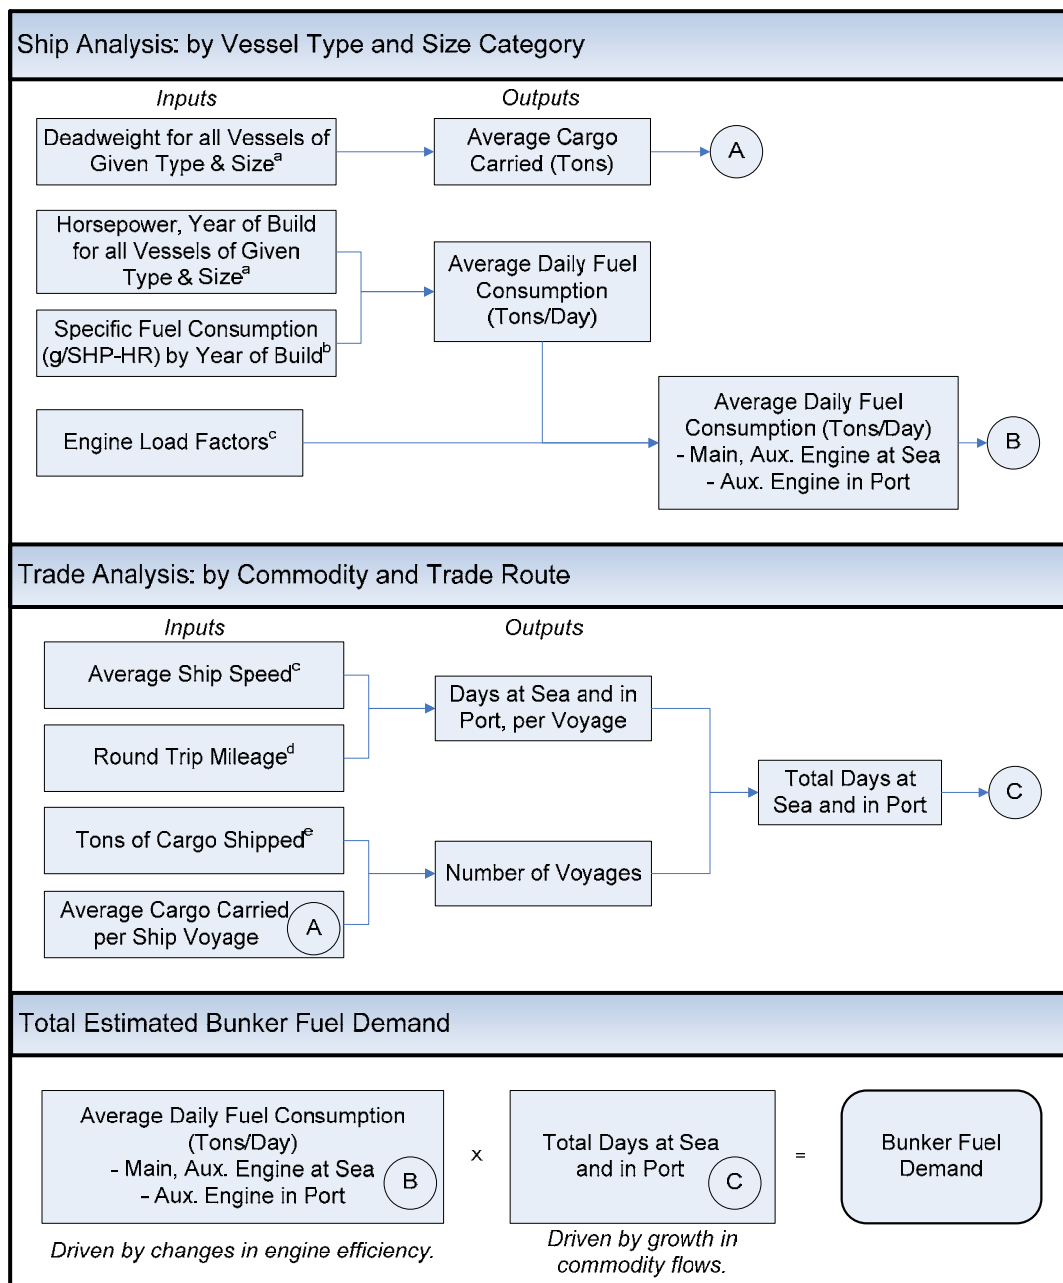 Ship Analysis: by Vessel Type and Size Category
Inputs
Outputs
Deadweight for all Vessels of
Given Type & Sizeᵃ
Average Cargo
Carried (Tons)
A
Horsepower, Year of Build
for all Vessels of Given
Type & Sizeᵃ
Average Daily Fuel
Consumption
(Tons/Day)
Specific Fuel Consumption
(g/SHP-HR) by Year of Buildᵇ
Engine Load Factorsᶜ
Average Daily Fuel
Consumption (Tons/Day)
- Main, Aux. Engine at Sea
- Aux. Engine in Port
B
Trade Analysis: by Commodity and Trade Route
Inputs
Outputs
Average Ship Speedᶜ
Round Trip Mileageᵈ
Days at Sea and in
Port, per Voyage
Tons of Cargo Shippedᵉ
Average Cargo Carried
per Ship Voyage
A
Number of Voyages
Total Days at
Sea and in Port
C
Total Estimated Bunker Fuel Demand
Average Daily Fuel Consumption
(Tons/Day)
- Main, Aux. Engine at Sea
- Aux. Engine in Port
B
x
Total Days at Sea
and in Port
C
=
Bunker Fuel
Demand
Driven by changes in engine efficiency.
Driven by growth in
commodity flows.